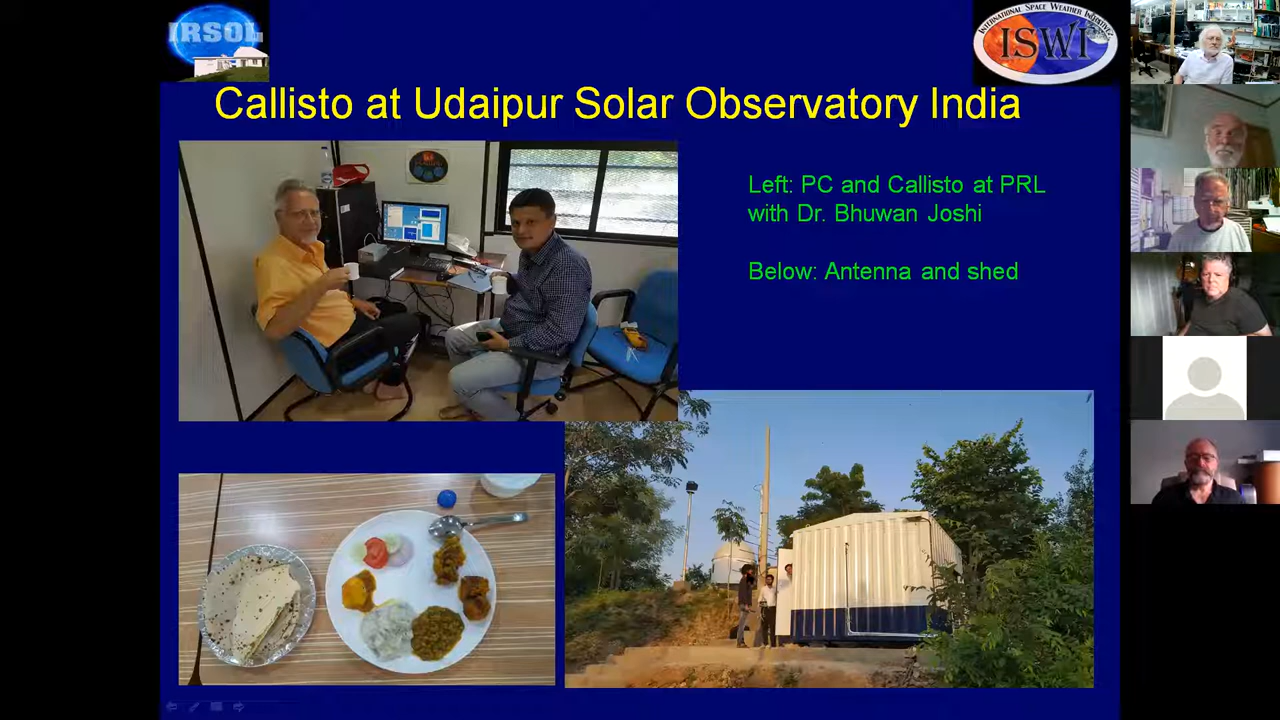 IRSOL
INTERNATIONAL SPACE WEATHER INITIATIVE
ISWI
Callisto at Udaipur Solar Observatory India
Left: PC and Callisto at PRL
with Dr. Bhuwan Joshi
Below: Antenna and shed